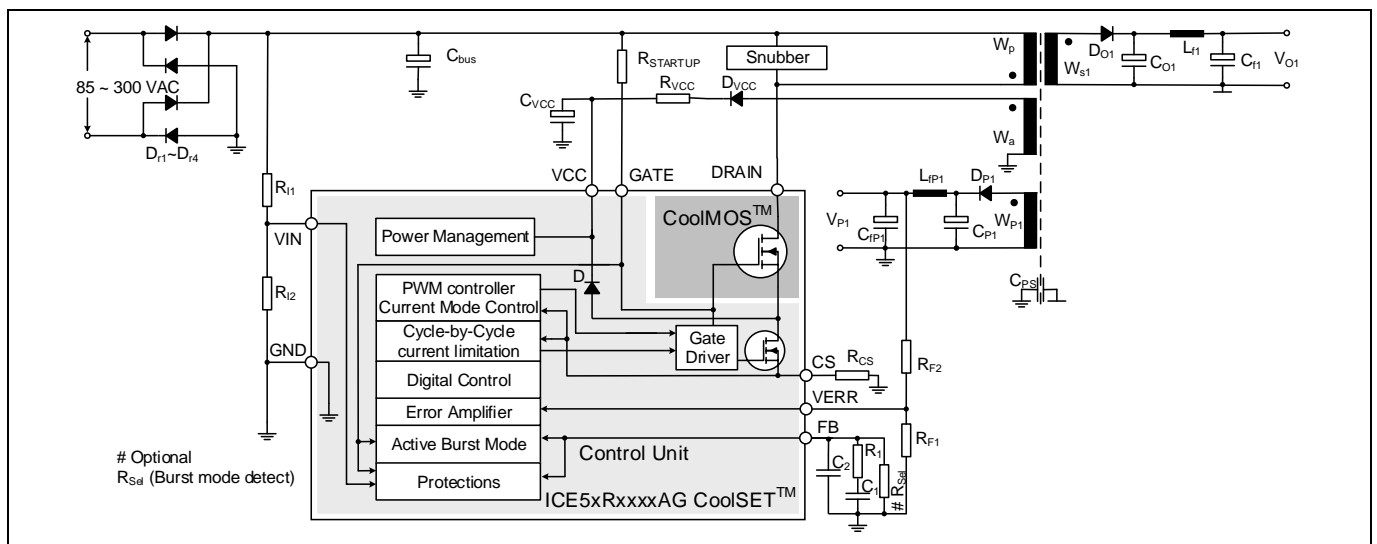 85 ~ 300 VAC
Dr1~Dr4
Cbus
RSTARTUP
Snubber
Wp
Ws1
DO1
CO1
Lf1
Cf1
VO1
CVCC
RVCC
DVCC
Wa
RI1
VIN
RI2
GND
VCC
GATE
DRAIN
CoolMOS™
Power Management
D
PWM controller
Current Mode Control
Cycle-by-Cycle
current limitation
Digital Control
Error Amplifier
Active Burst Mode
Protections
Gate
Driver
Control Unit
ICE5xRxxxxAG CoolSET™
CS
RCS
VERR
FB
VP1
CfP1
LfP1
CP1
DP1
WP1
CPS
RF2
RF1
C2
R1
C1
# RSel
# Optional
RSel (Burst mode detect)